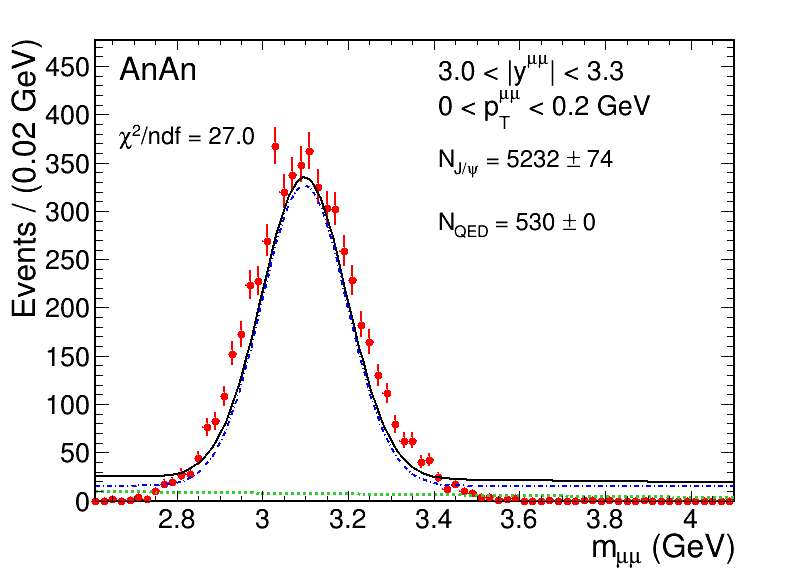 AnAn
3.0 < |y^μμ| < 3.3
0 < p_T^μμ < 0.2 GeV
χ²/ndf = 27.0
N_J/ψ = 5232 ± 74
N_QED = 530 ± 0
Events / (0.02 GeV)
450
400
350
300
250
200
150
100
50
0
2.8 3 3.2 3.4 3.6 3.8 4
m_μμ (GeV)